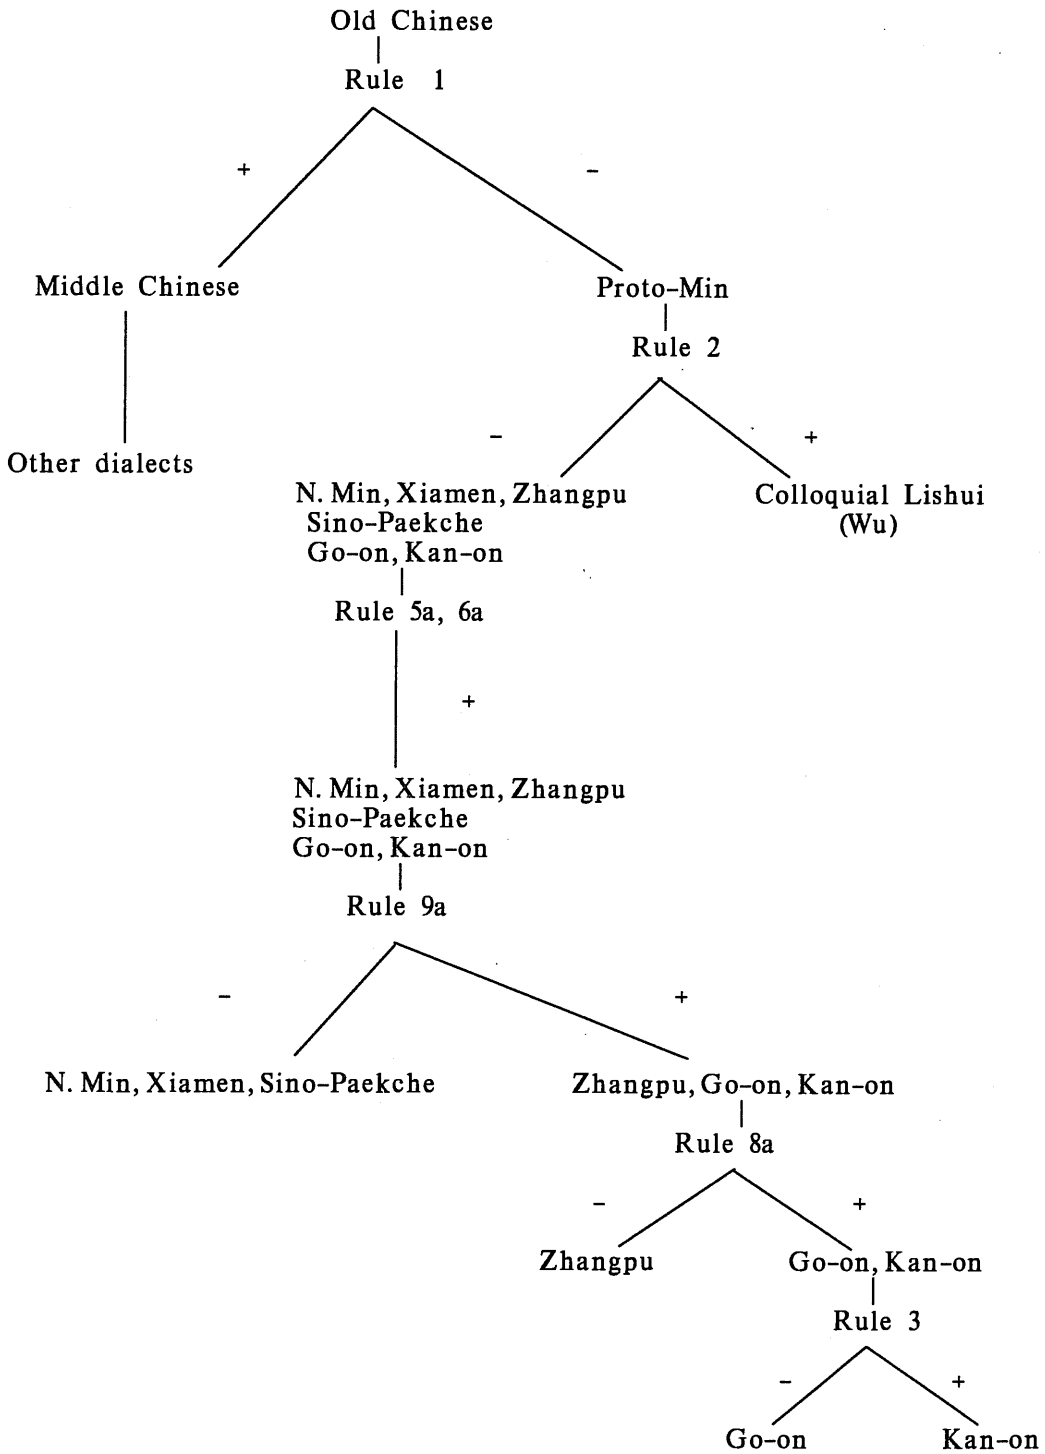 Old Chinese
Rule 1
+ −
Middle Chinese
Proto-Min
Rule 2
− +
Other dialects
N. Min, Xiamen, Zhangpu
Sino-Paekche
Go-on, Kan-on
Colloquial Lishui
(Wu)
Rule 5a, 6a
+
N. Min, Xiamen, Zhangpu
Sino-Paekche
Go-on, Kan-on
Rule 9a
− +
N. Min, Xiamen, Sino-Paekche
Zhangpu, Go-on, Kan-on
Rule 8a
− +
Zhangpu
Go-on, Kan-on
Rule 3
− +
Go-on
Kan-on